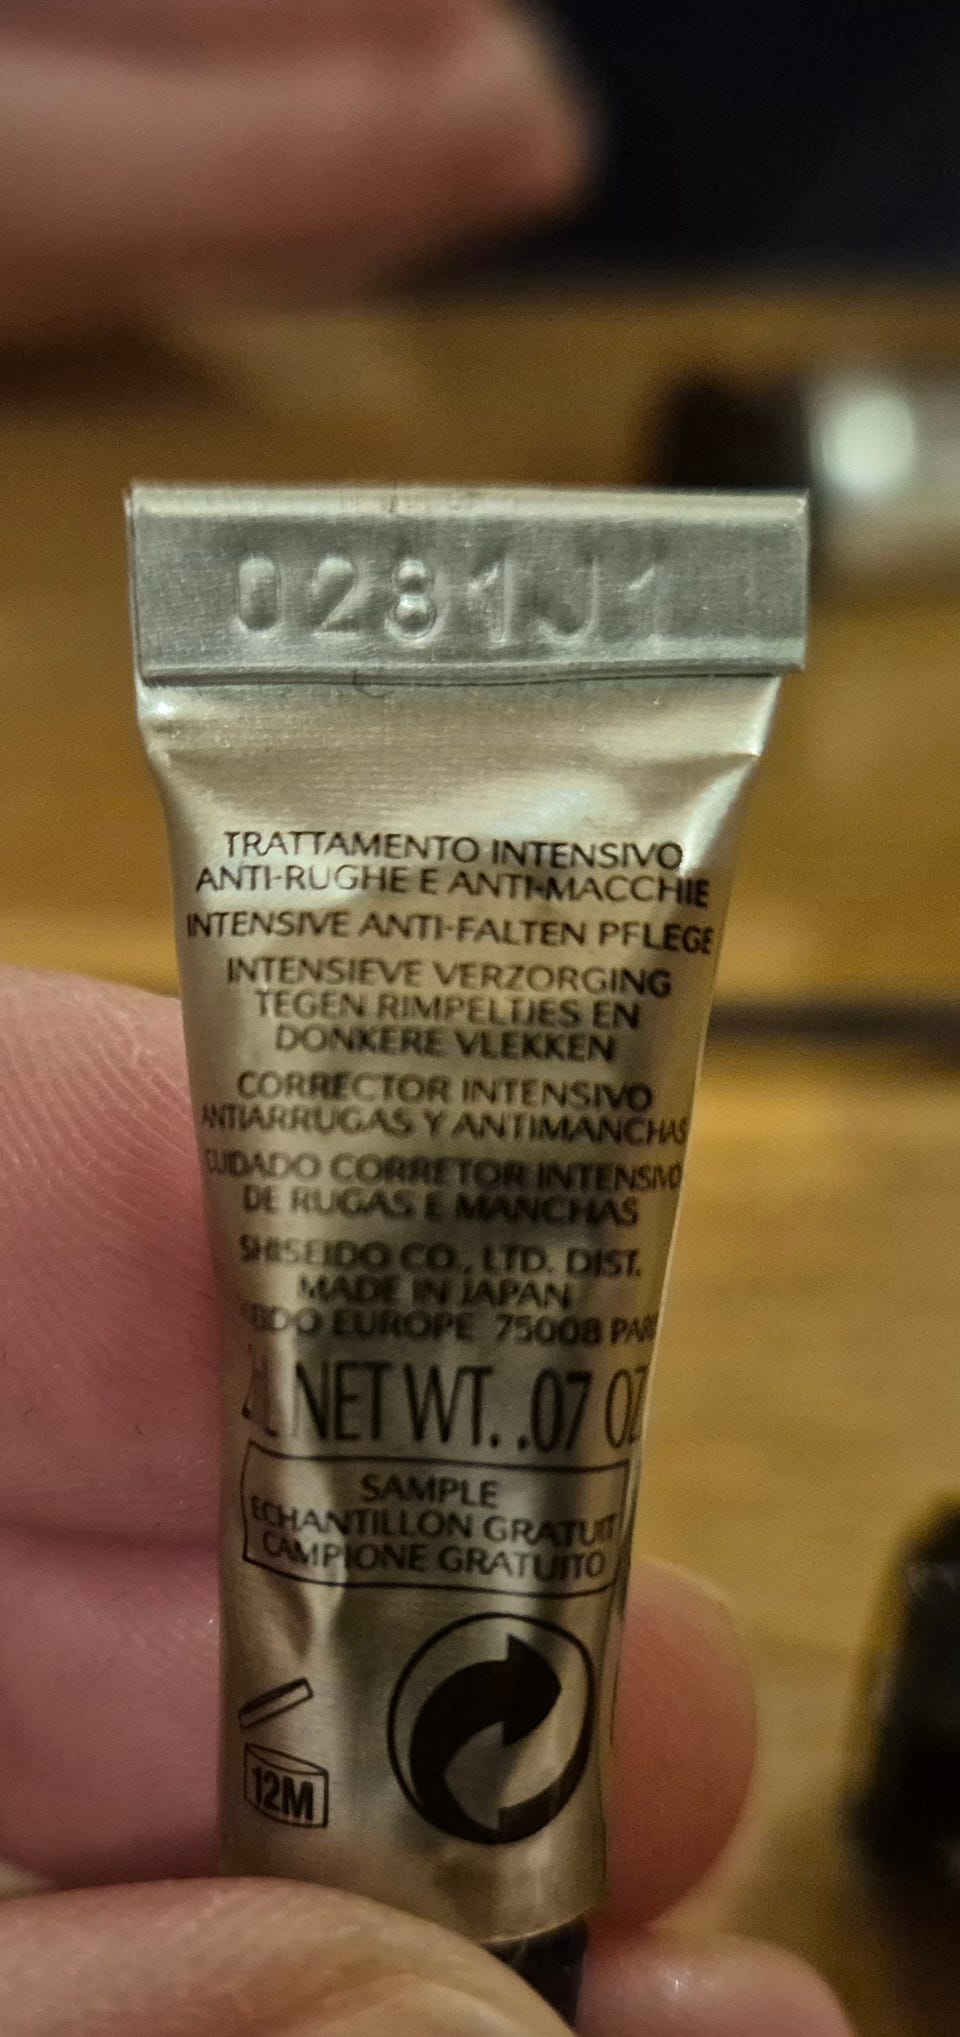 0281J1
TRATTAMENTO INTENSIVO
ANTI-RUGHE E ANTI-MACCHIE
INTENSIVE ANTI-FALTEN PFLEGE
INTENSIEVE VERZORGING
TEGEN RIMPELTJES EN
DONKERE VLEKKEN
CORRECTOR INTENSIVO
ANTIARRUGAS Y ANTIMANCHAS
CUIDADO CORRETOR INTENSIVO
DE RUGAS E MANCHAS
SHISEIDO CO., LTD. DIST.
MADE IN JAPAN
EUROPE 75008
NET WT. .07 OZ
SAMPLE
ECHANTILLON GRATUIT
CAMPIONE GRATUITO
12M